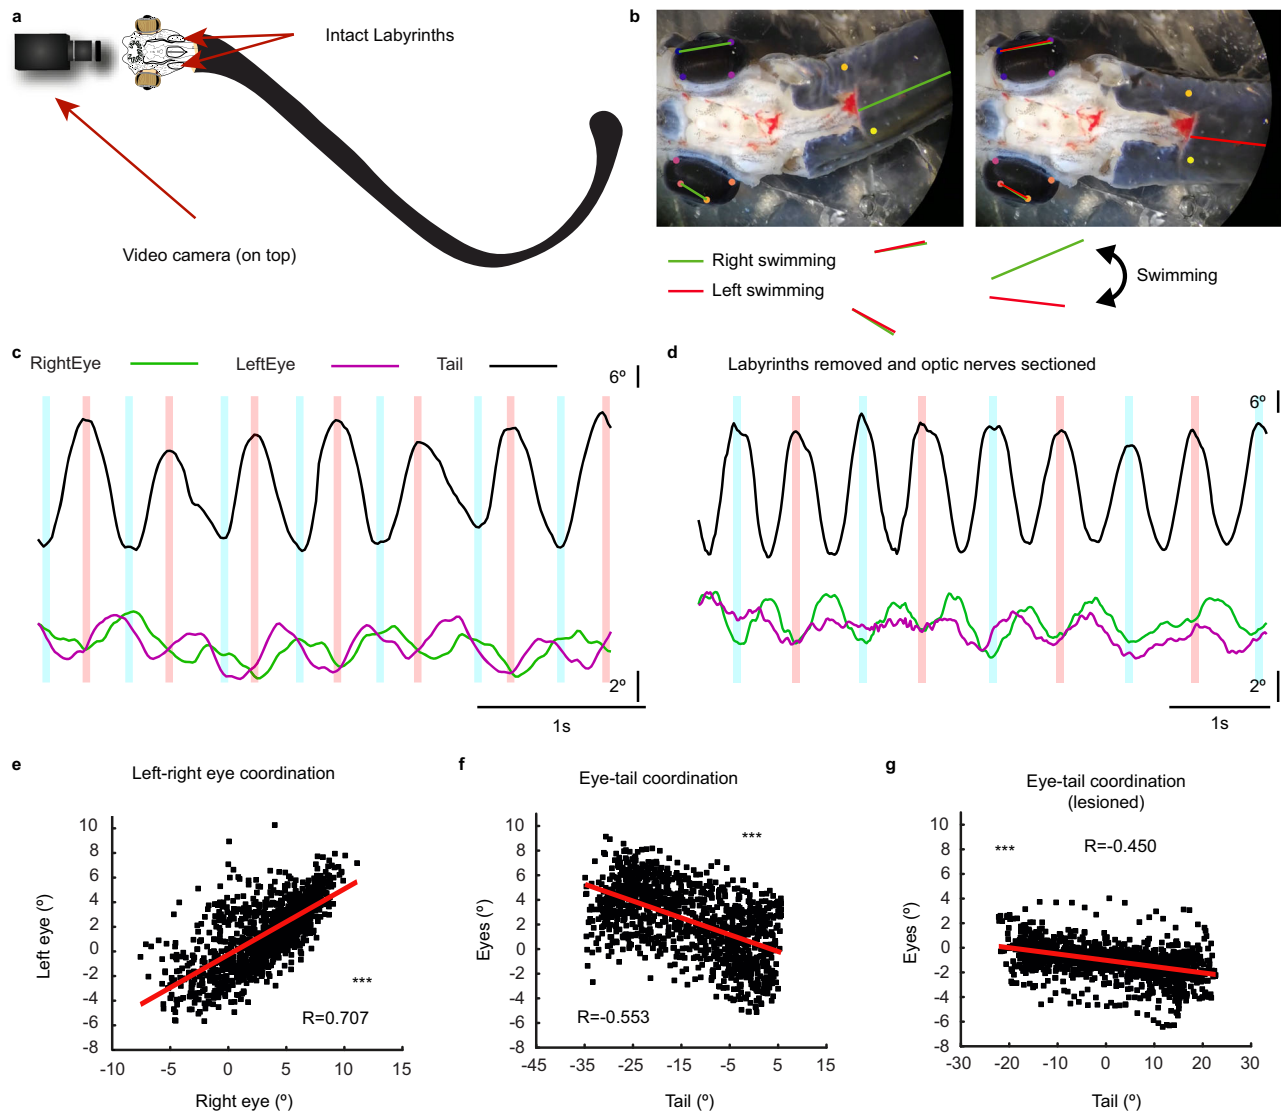 a
Intact Labyrinths
Video camera (on top)
b
Right swimming
Left swimming
Swimming
c
RightEye LeftEye Tail
6º
2º
1s
d
Labyrinths removed and optic nerves sectioned
6º
2º
1s
e
Left-right eye coordination
Left eye (º)
10
8
6
4
2
0
-2
-4
-6
-8
***
R=0.707
-10 -5 0 5 10 15
Right eye (º)
f
Eye-tail coordination
Eyes (º)
10
8
6
4
2
0
-2
-4
-6
-8
***
R=-0.553
-45 -35 -25 -15 -5 5 15
Tail (º)
g
Eye-tail coordination
(lesioned)
Eyes (º)
10
8
6
4
2
0
-2
-4
-6
-8
***
R=-0.450
-30 -20 -10 0 10 20 30
Tail (º)